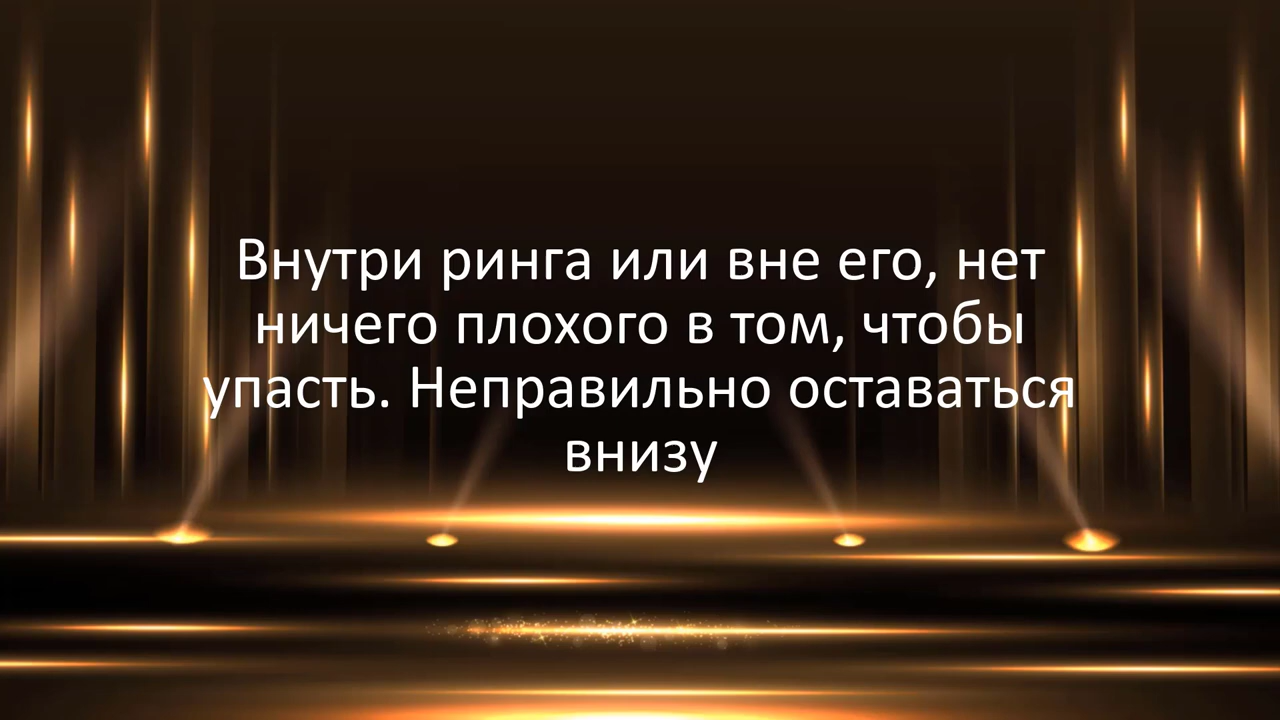 Внутри ринга или вне его, нет
ничего плохого в том, чтобы
упасть. Неправильно оставаться
внизу